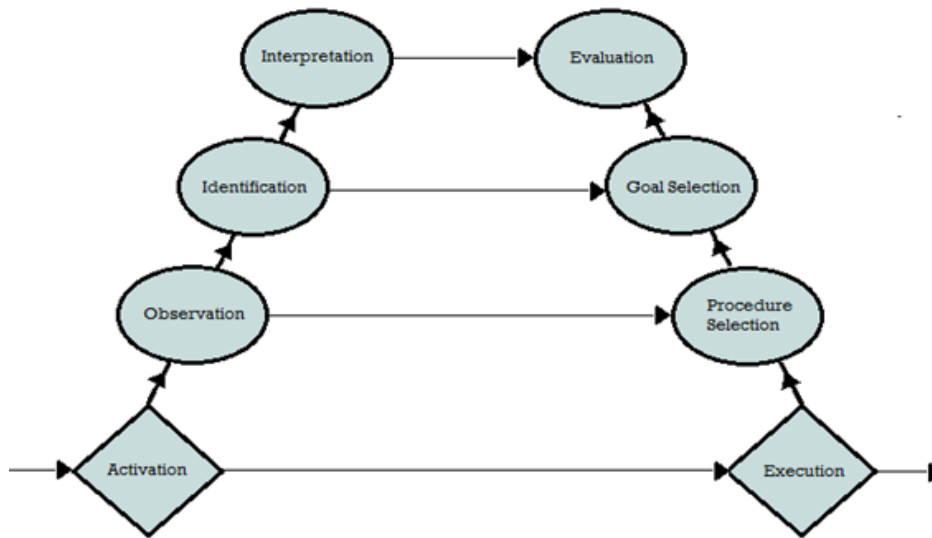 Interpretation
Evaluation
Identification
Goal Selection
Observation
Procedure
Selection
Activation
Execution